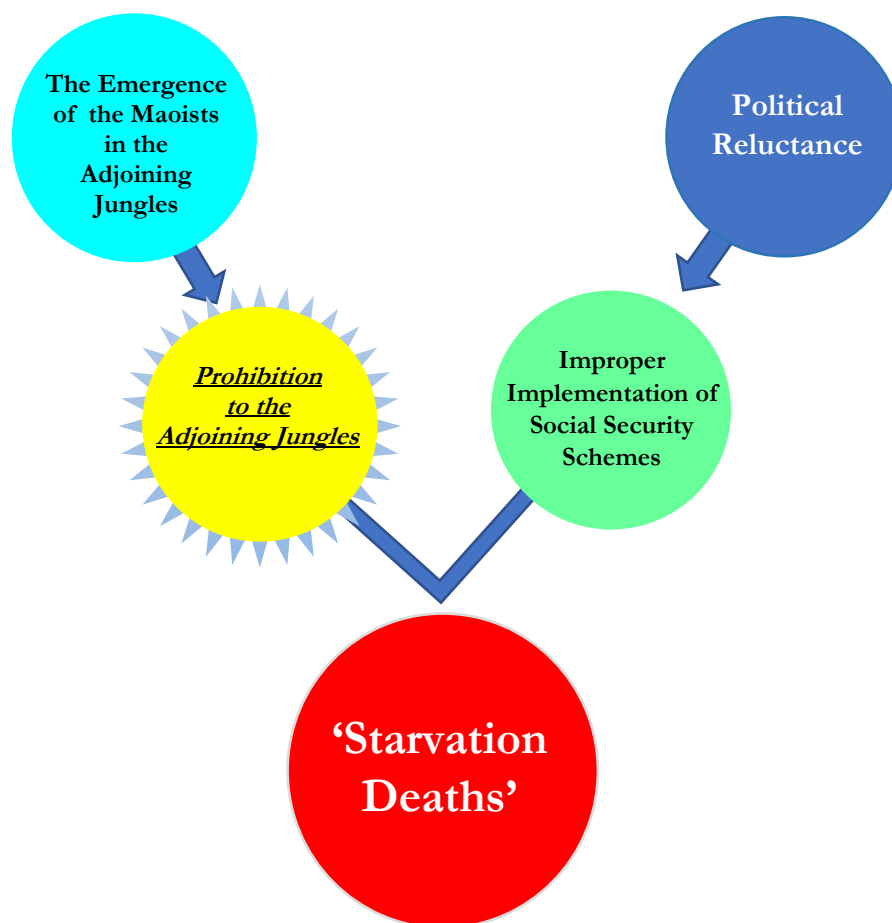 The Emergence
of the Maoists
in the
Adjoining
Jungles
Political
Reluctance
Prohibition
to the
Adjoining Jungles
Improper
Implementation of
Social Security
Schemes
‘Starvation
Deaths’